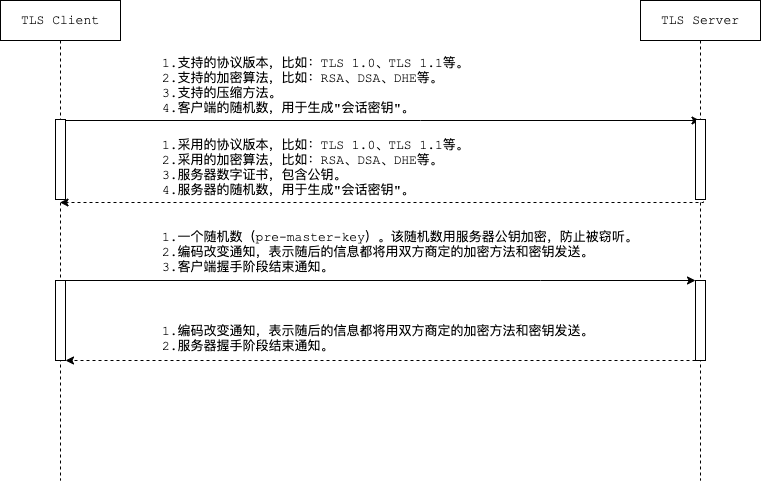 TLS Client
TLS Server
1.支持的协议版本，比如：TLS 1.0、TLS 1.1等。
2.支持的加密算法，比如：RSA、DSA、DHE等。
3.支持的压缩方法。
4.客户端的随机数，用于生成"会话密钥"。
1.采用的协议版本，比如：TLS 1.0、TLS 1.1等。
2.采用的加密算法，比如：RSA、DSA、DHE等。
3.服务器数字证书，包含公钥。
4.服务器的随机数，用于生成"会话密钥"。
1.一个随机数（pre-master-key）。该随机数用服务器公钥加密，防止被窃听。
2.编码改变通知，表示随后的信息都将用双方商定的加密方法和密钥发送。
3.客户端握手阶段结束通知。
1.编码改变通知，表示随后的信息都将用双方商定的加密方法和密钥发送。
2.服务器握手阶段结束通知。